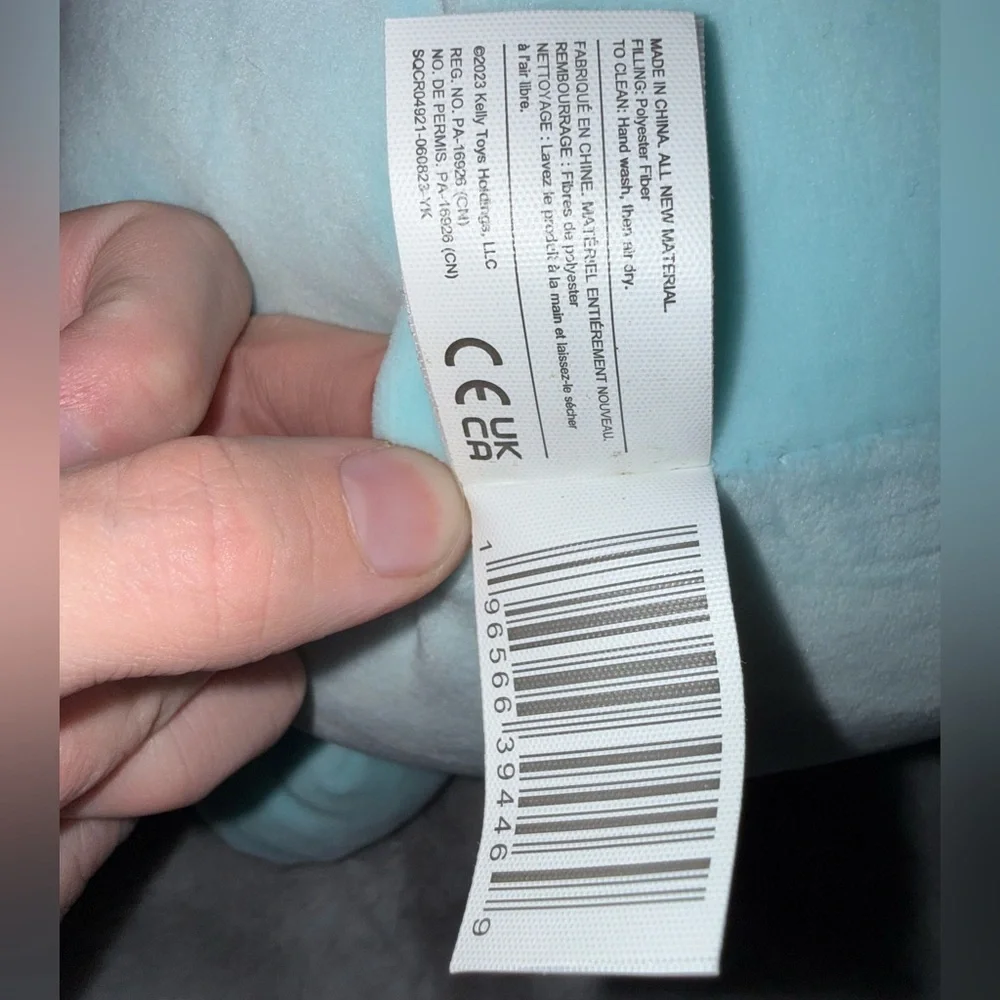 MADE IN CHINA. ALL NEW MATERIAL.
FILLING: Polyester Fiber
TO CLEAN: Hand wash, then air dry.
FABRIQUÉ EN CHINE. MATÉRIEL ENTIÉREMENT NOUVEAU.
REMBOURRAGE : Fibres de polyester
NETTOYAGE : Lavez le produit à la main et laissez-le sécher
à l'air libre.
©2023 Kelly Toys Holdings, LLC
REG. NO. PA-16926 (CN)
NO. DE PERMIS. PA-16926 (CN)
SQCR04921-060823-YK
CE
UK
CA
1 96566 39446 9